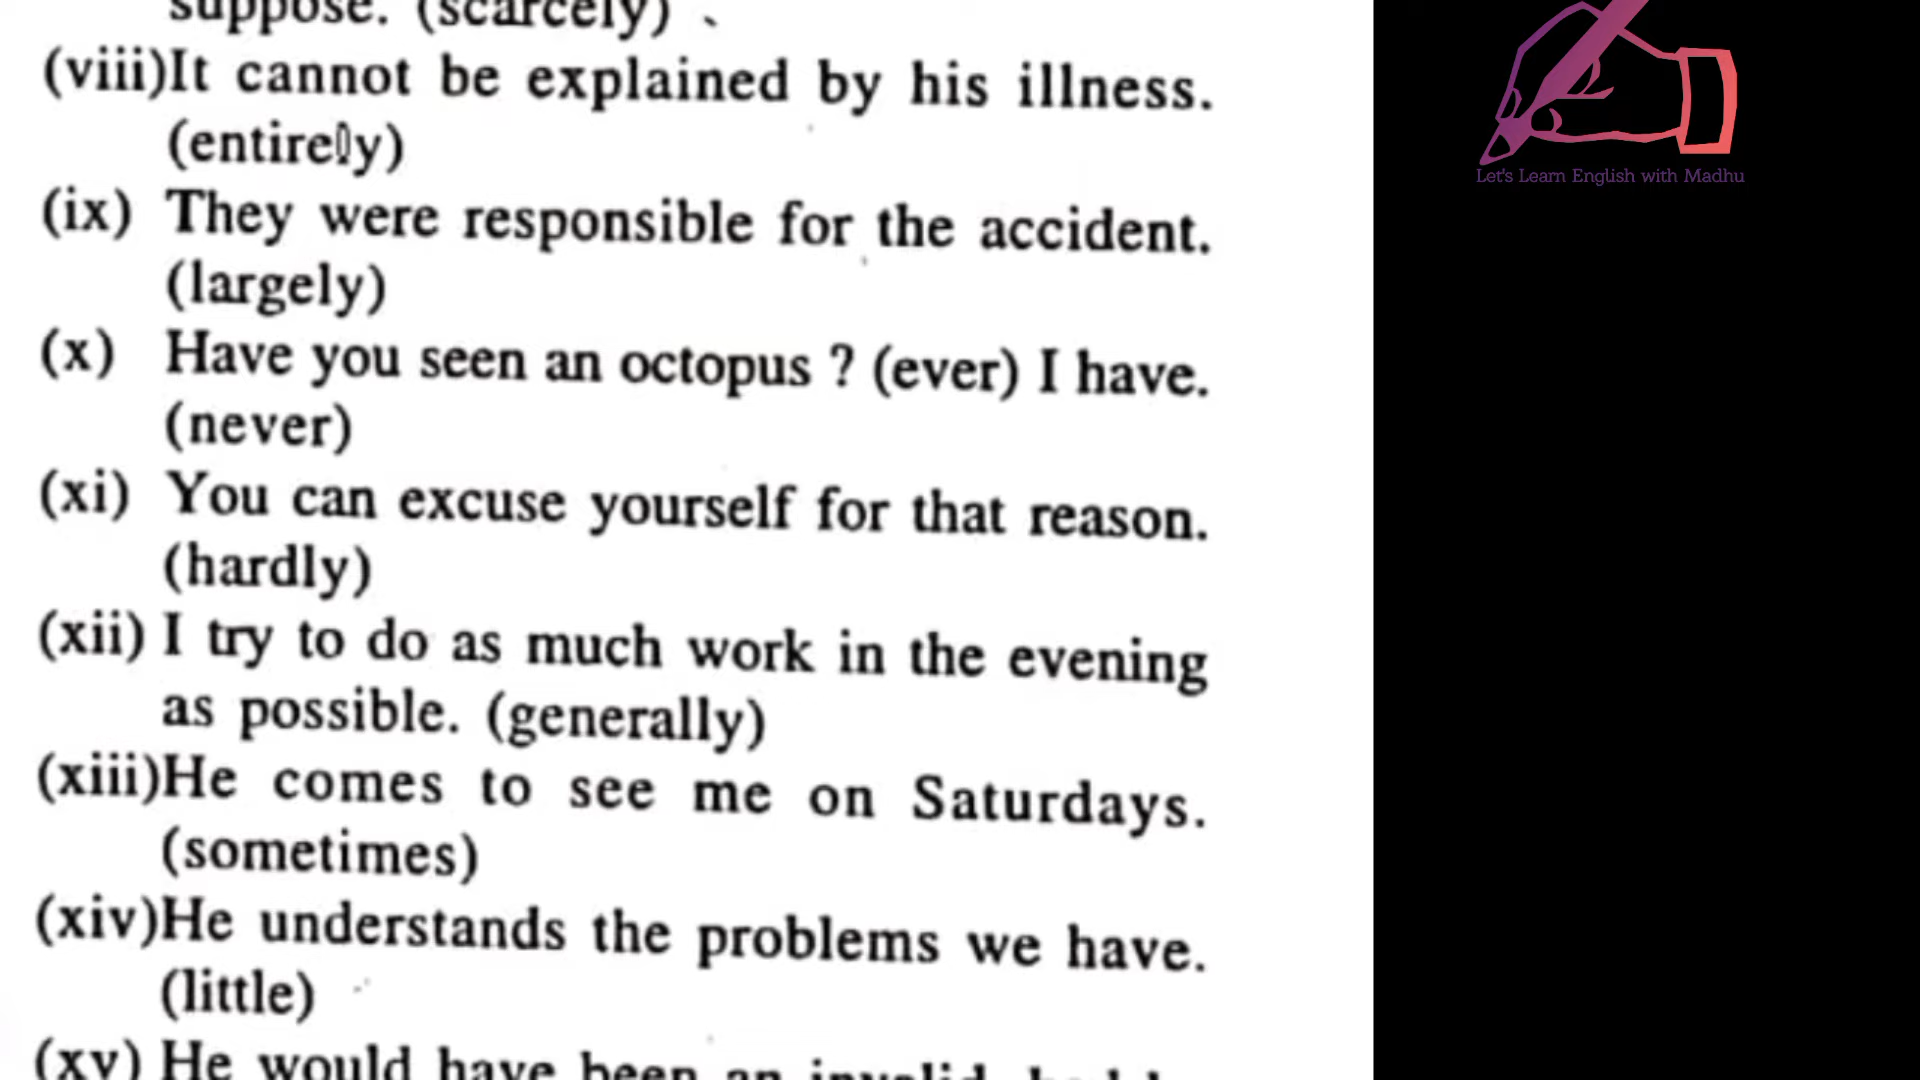 suppose. (scarcely)
(viii)It cannot be explained by his illness.
(entirely)
(ix) They were responsible for the accident.
(largely)
(x) Have you seen an octopus ? (ever) I have.
(never)
(xi) You can excuse yourself for that reason.
(hardly)
(xii) I try to do as much work in the evening
as possible. (generally)
(xiii)He comes to see me on Saturdays.
(sometimes)
(xiv)He understands the problems we have.
(little)
(xv) He would have been an invalid,
Let's Learn English with Madhu